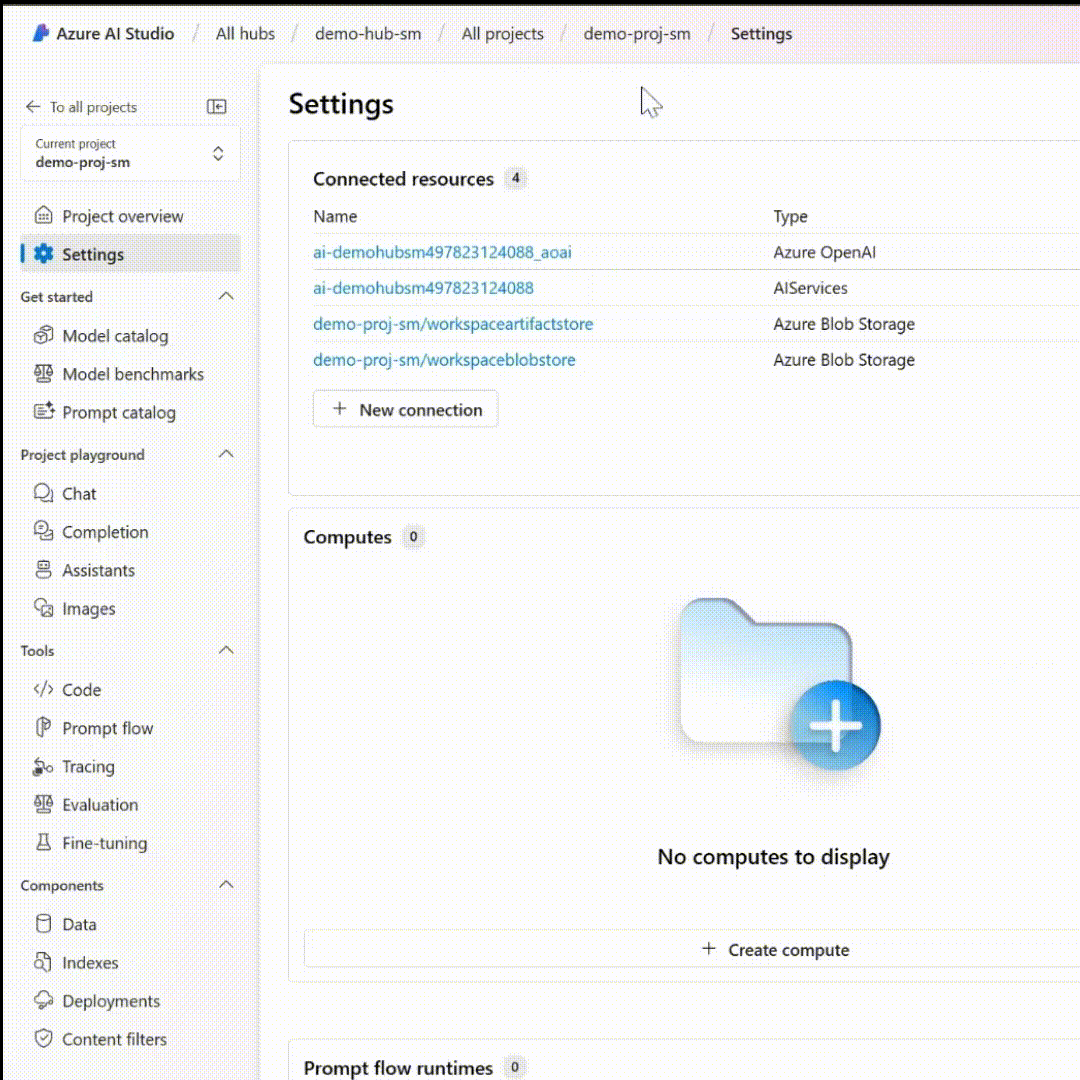 Azure AI Studio / All hubs / demo-hub-sm / All projects / demo-proj-sm / Settings
To all projects
Current project
demo-proj-sm
Project overview
Settings
Get started
Model catalog
Model benchmarks
Prompt catalog
Project playground
Chat
Completion
Assistants
Images
Tools
Code
Prompt flow
Tracing
Evaluation
Fine-tuning
Components
Data
Indexes
Deployments
Content filters
Settings
Connected resources 4
Name Type
ai-demohubsm497823124088_aoai Azure OpenAI
ai-demohubsm497823124088 AIServices
demo-proj-sm/workspaceartifactstore Azure Blob Storage
demo-proj-sm/workspaceblobstore Azure Blob Storage
+ New connection
Computes 0
No computes to display
+ Create compute
Prompt flow runtimes 0